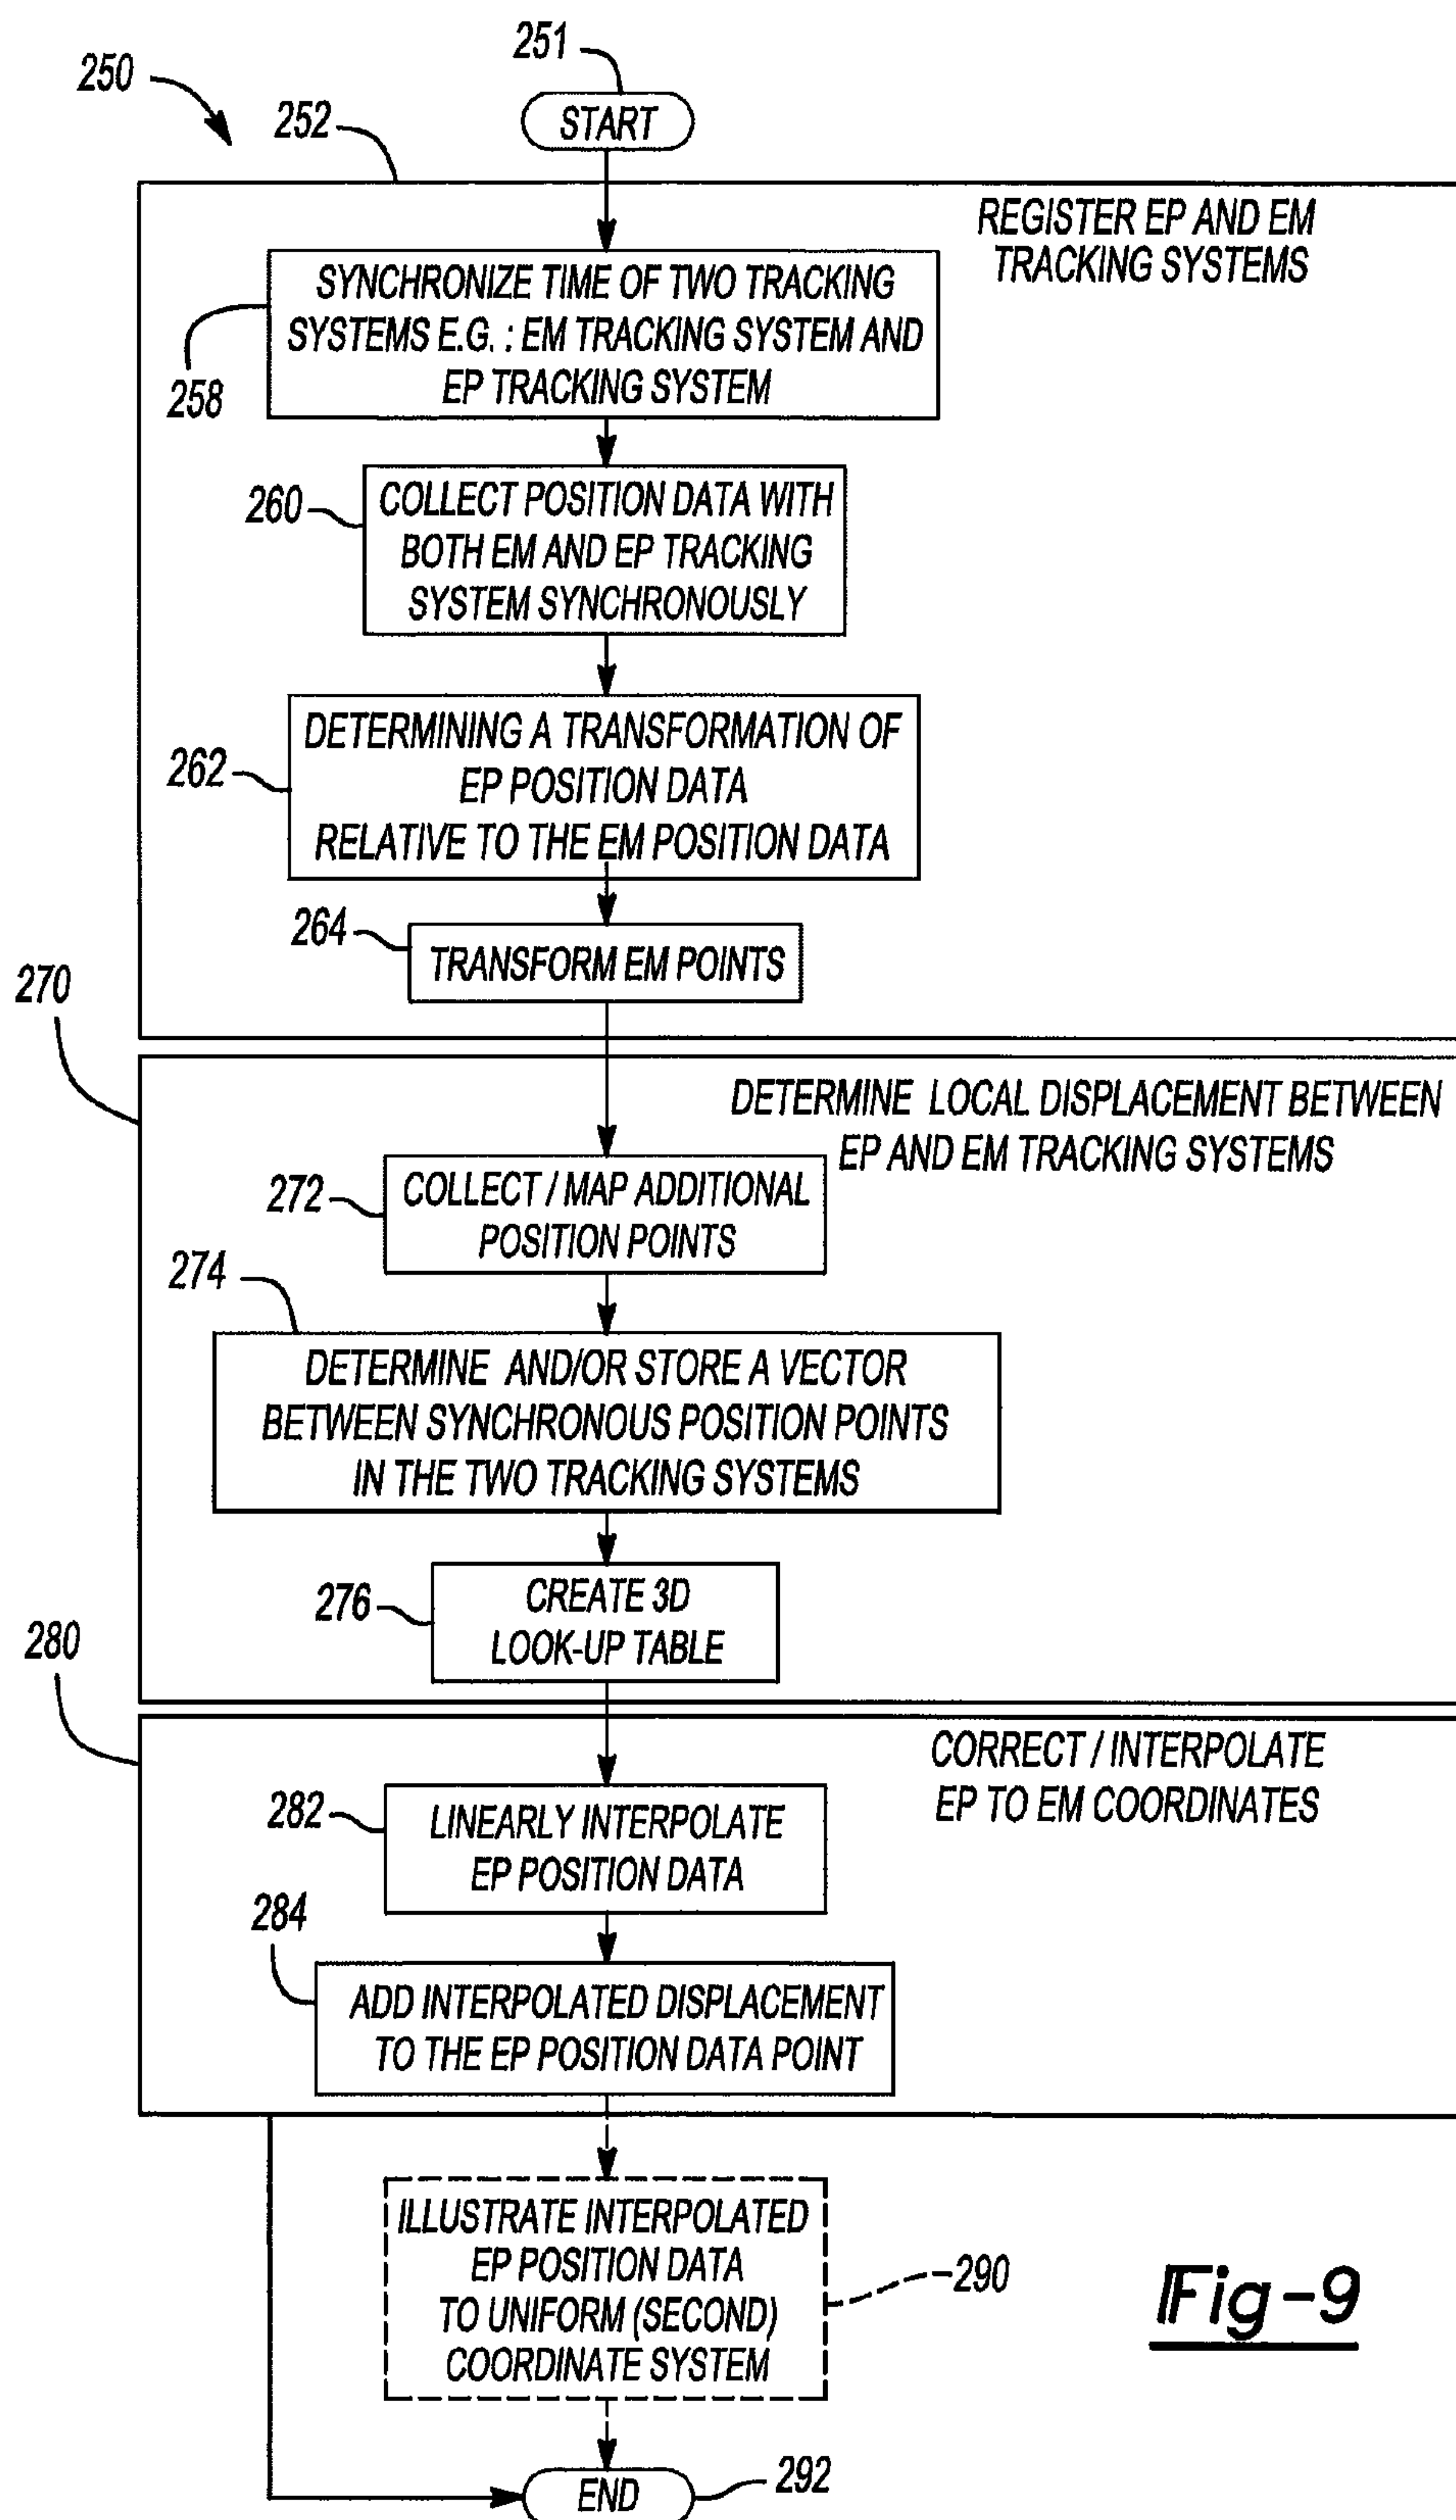 251
250
252
START
REGISTER EP AND EM
TRACKING SYSTEMS
SYNCHRONIZE TIME OF TWO TRACKING
SYSTEMS E.G. : EM TRACKING SYSTEM AND
EP TRACKING SYSTEM
258
260
COLLECT POSITION DATA WITH
BOTH EM AND EP TRACKING
SYSTEM SYNCHRONOUSLY
262
DETERMINING A TRANSFORMATION OF
EP POSITION DATA
RELATIVE TO THE EM POSITION DATA
264
TRANSFORM EM POINTS
270
DETERMINE LOCAL DISPLACEMENT BETWEEN
EP AND EM TRACKING SYSTEMS
272
COLLECT / MAP ADDITIONAL
POSITION POINTS
274
DETERMINE AND/OR STORE A VECTOR
BETWEEN SYNCHRONOUS POSITION POINTS
IN THE TWO TRACKING SYSTEMS
276
CREATE 3D
LOOK-UP TABLE
280
CORRECT / INTERPOLATE
EP TO EM COORDINATES
282
LINEARLY INTERPOLATE
EP POSITION DATA
284
ADD INTERPOLATED DISPLACEMENT
TO THE EP POSITION DATA POINT
ILLUSTRATE INTERPOLATED
EP POSITION DATA
TO UNIFORM (SECOND)
COORDINATE SYSTEM
290
Fig-9
END
292